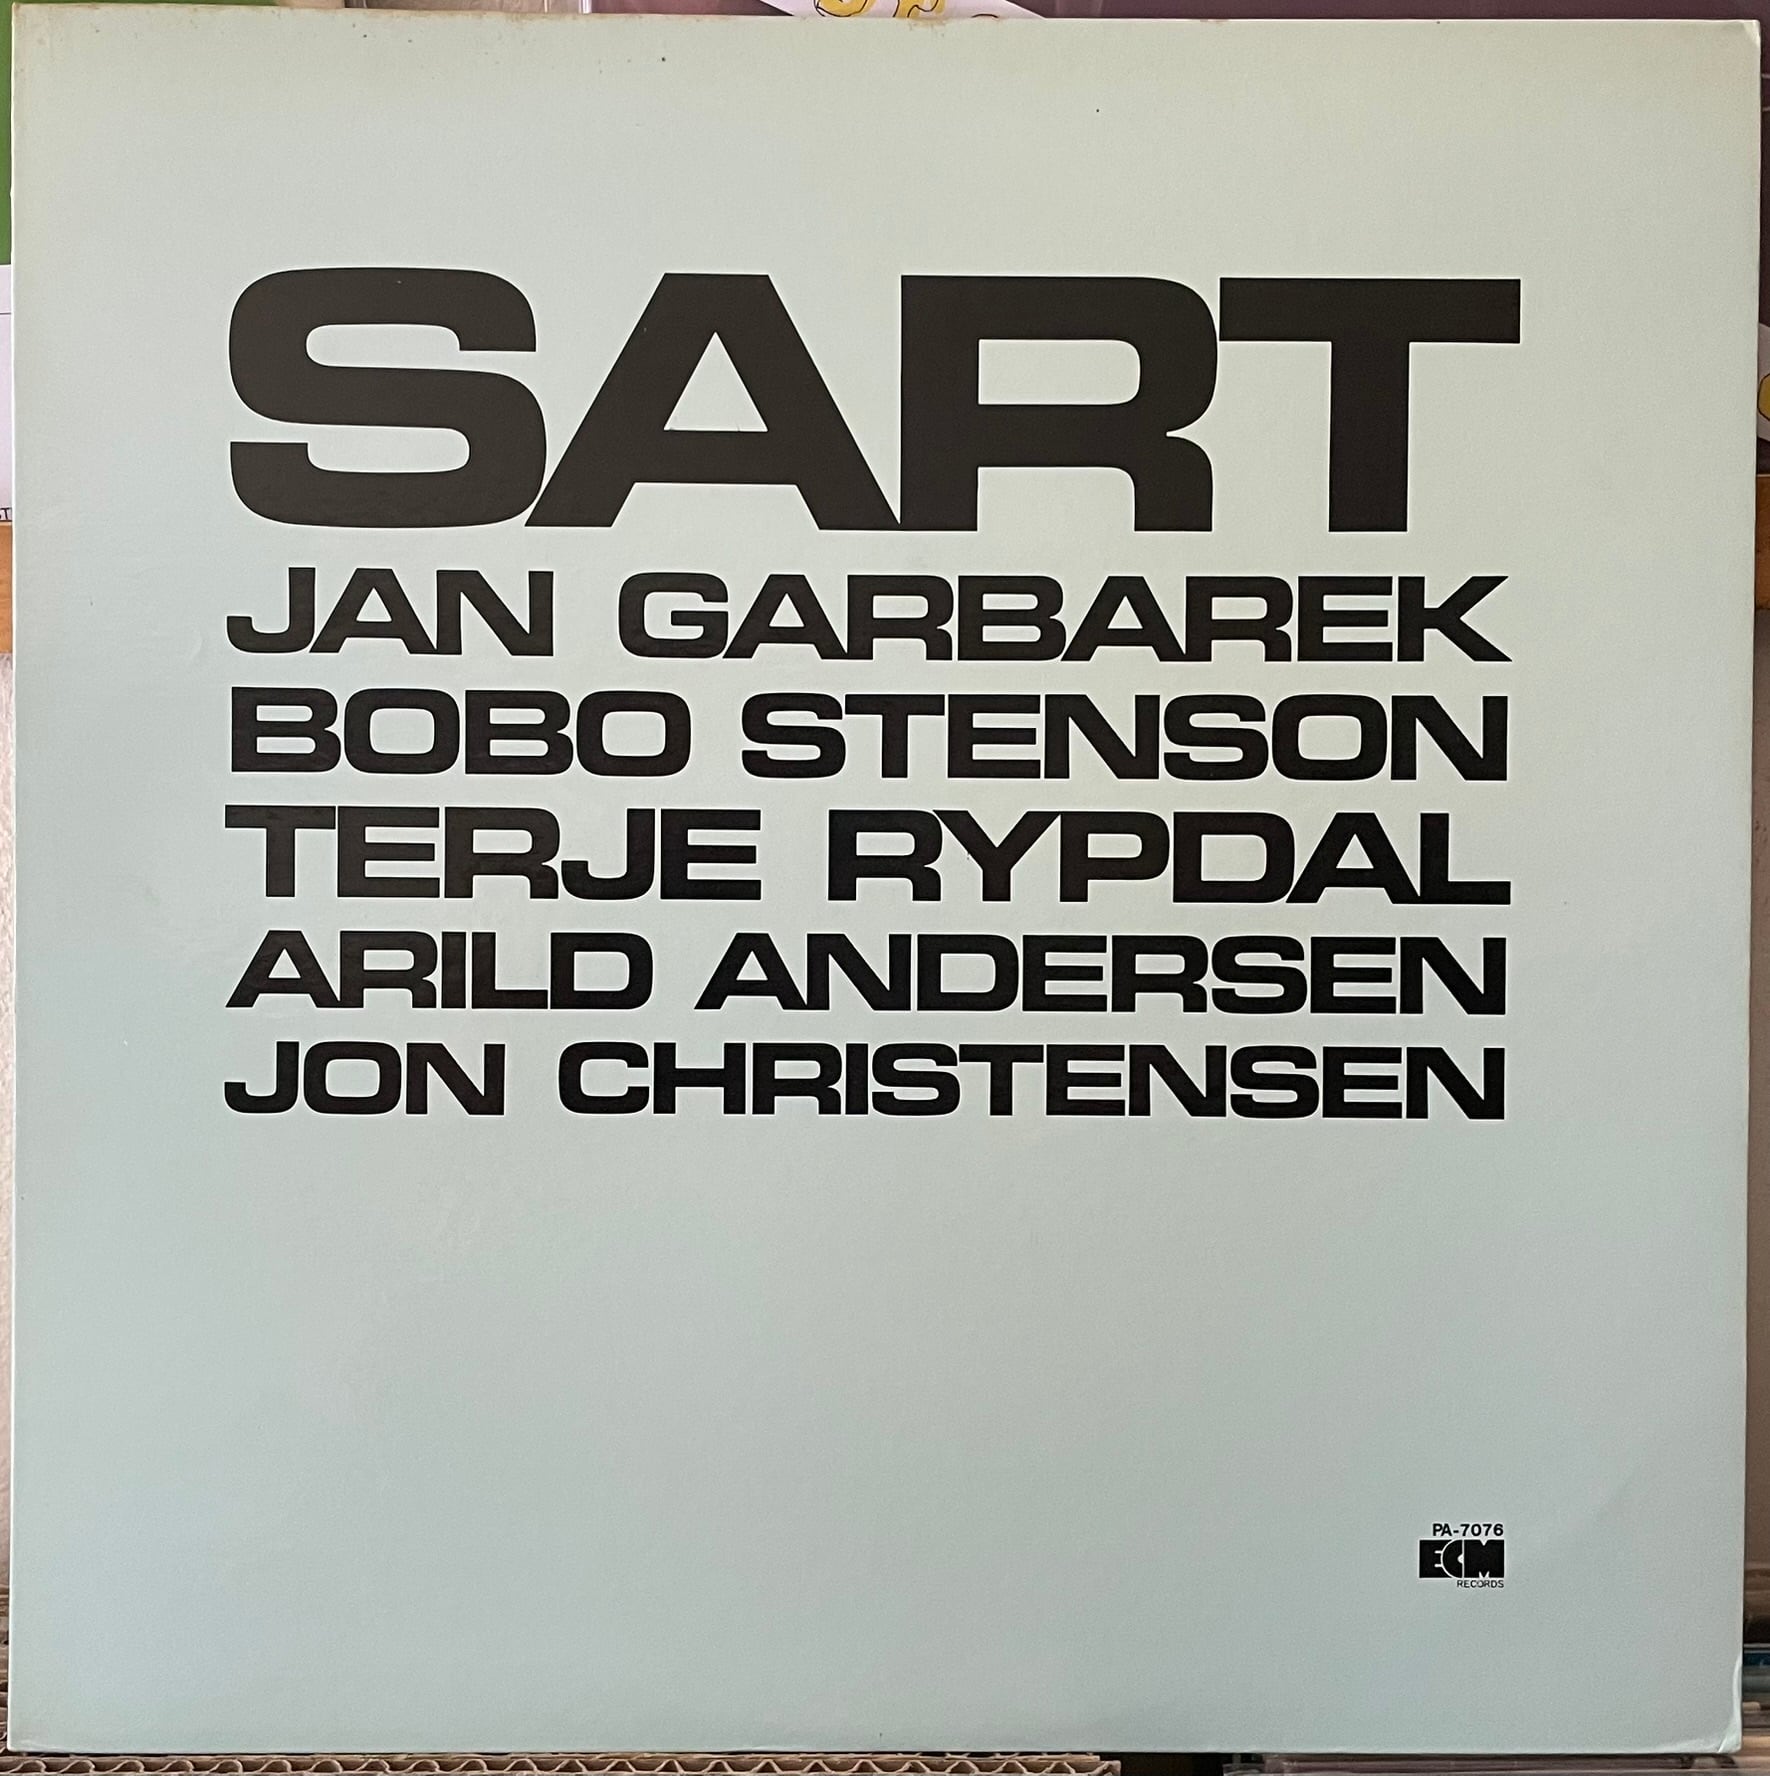 SART
JAN GARBAREK
BOBO STENSON
TERJE RYPDAL
ARILD ANDERSEN
JON CHRISTENSEN
PA-7076
ECM
RECORDS